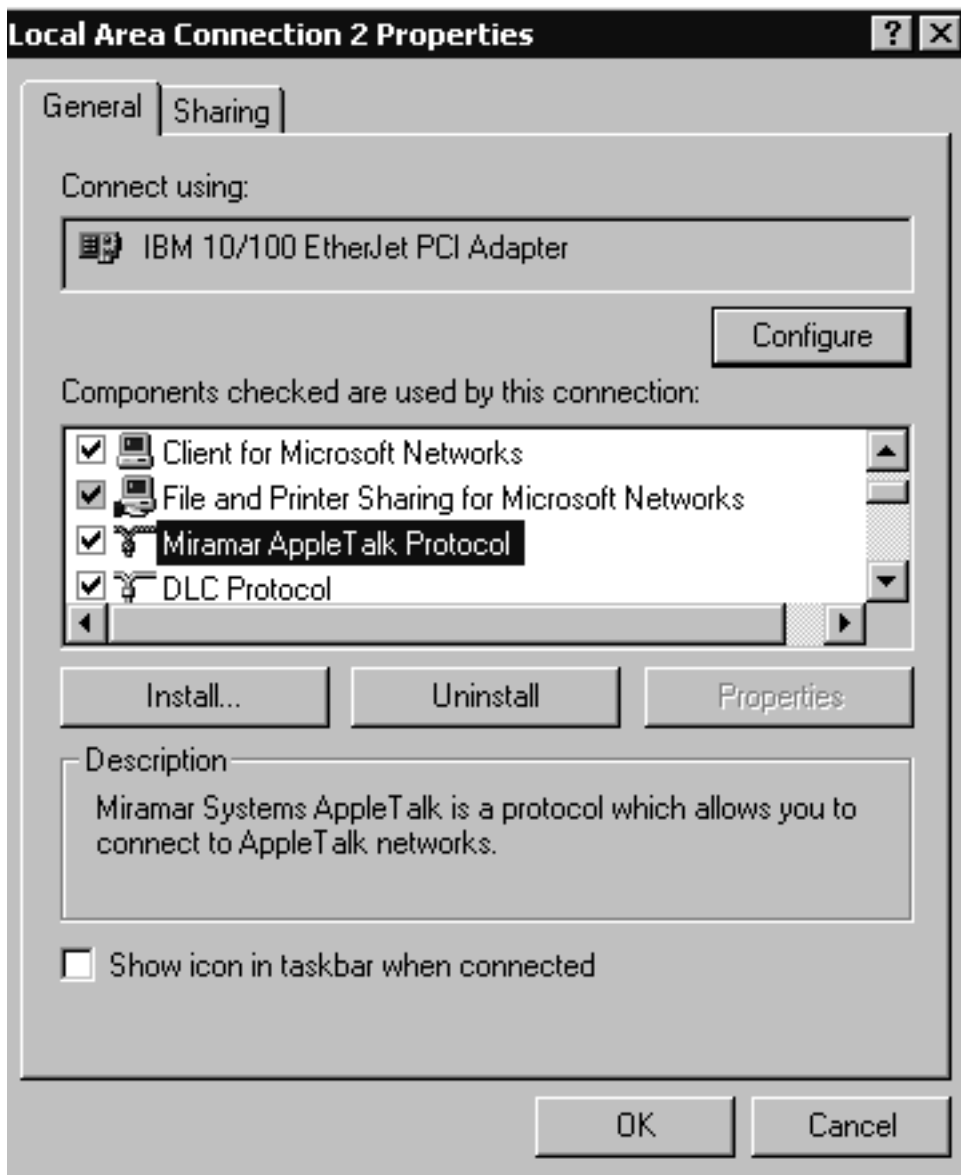 Local Area Connection 2 Properties
General
Sharing
Connect using:
IBM 10/100 EtherJet PCI Adapter
Configure
Components checked are used by this connection:
Client for Microsoft Networks
File and Printer Sharing for Microsoft Networks
Miramar AppleTalk Protocol
DLC Protocol
Install...
Uninstall
Properties
Description
Miramar Systems AppleTalk is a protocol which allows you to
connect to AppleTalk networks.
Show icon in taskbar when connected
OK
Cancel